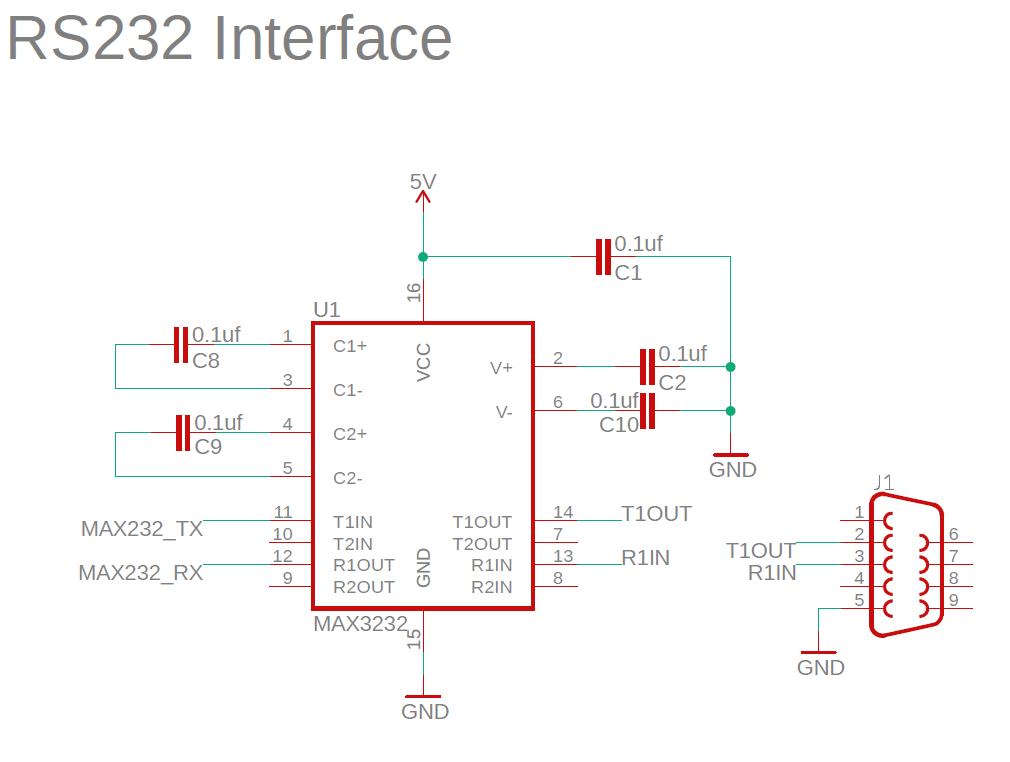 RS232 Interface
5V
0.1uf
C1
16
U1
0.1uf
C8
1
C1+
VCC
V+
2
0.1uf
C2
3
C1-
V-
6
0.1uf
C10
0.1uf
C9
4
C2+
5
C2-
GND
J1
MAX232_TX
11
T1IN
T1OUT
14
T1OUT
10
T2IN
T2OUT
7
MAX232_RX
12
R1OUT
R1IN
13
R1IN
9
R2OUT
GND
R2IN
8
MAX3232
15
GND
1
T1OUT
2
6
R1IN
3
7
4
8
5
9
GND